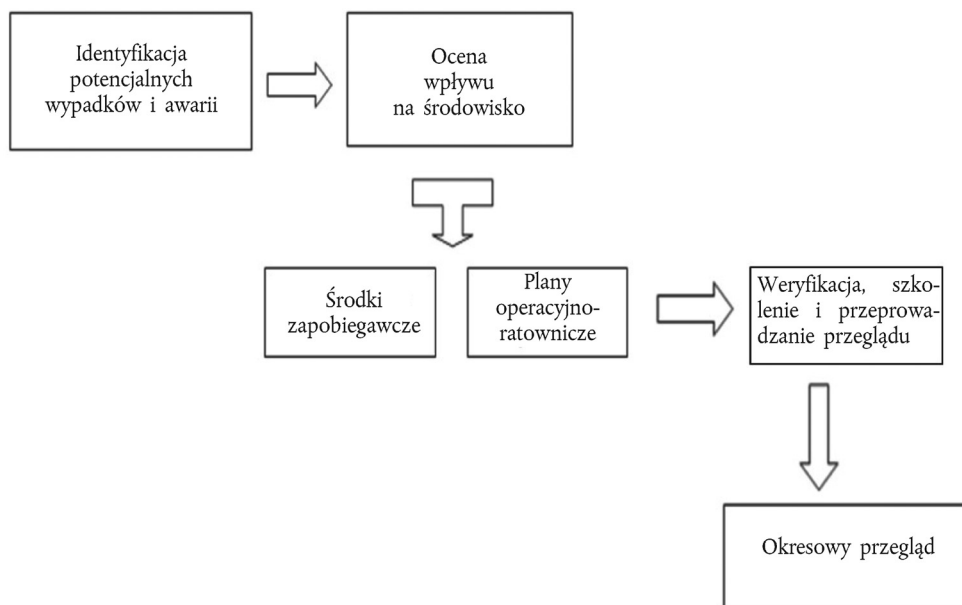 Identyfikacja
potencjalnych
wypadków i awarii
Ocena
wpływu
na środowisko
Środki
zapobiegawcze
Plany
operacyjno-
ratownicze
Weryfikacja, szko-
lenie i przeprowa-
dzanie przeglądu
Okresowy przegląd